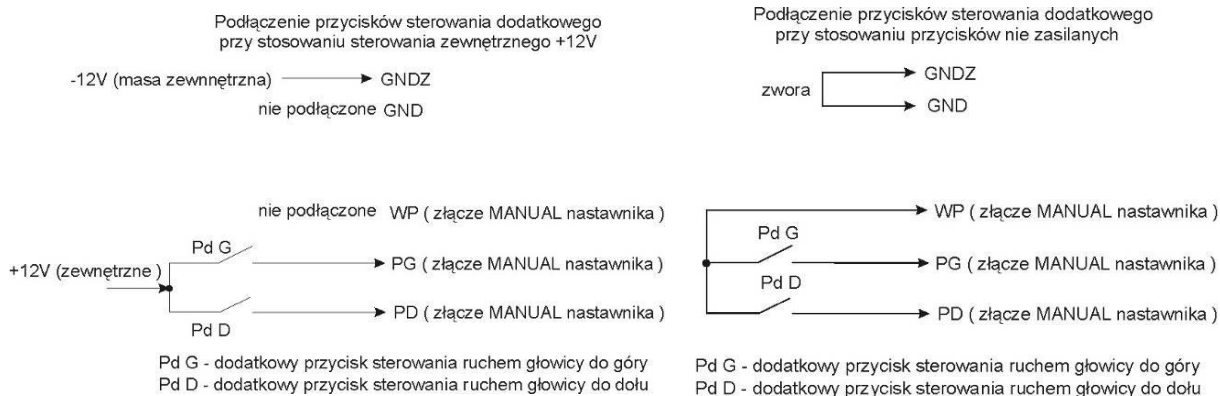 Podłączenie przycisków sterowania dodatkowego
przy stosowaniu sterowania zewnętrznego +12V
-12V (masa zewnnętrzna)
GNDZ
nie podłączone GND
nie podłączone WP ( złącze MANUAL nastawnika )
Pd G
+12V (zewnętrzne )
PG ( złącze MANUAL nastawnika )
PD ( złącze MANUAL nastawnika )
Pd D
Pd G - dodatkowy przycisk sterowania ruchem głowicy do góry
Pd D - dodatkowy przycisk sterowania ruchem głowicy do dołu
Podłączenie przycisków sterowania dodatkowego
przy stosowaniu przycisków nie zasilanych
GNDZ
zwora
GND
WP ( złącze MANUAL nastawnika )
Pd G
PG ( złącze MANUAL nastawnika )
Pd D
PD ( złącze MANUAL nastawnika )
Pd G - dodatkowy przycisk sterowania ruchem głowicy do góry
Pd D - dodatkowy przycisk sterowania ruchem głowicy do dołu